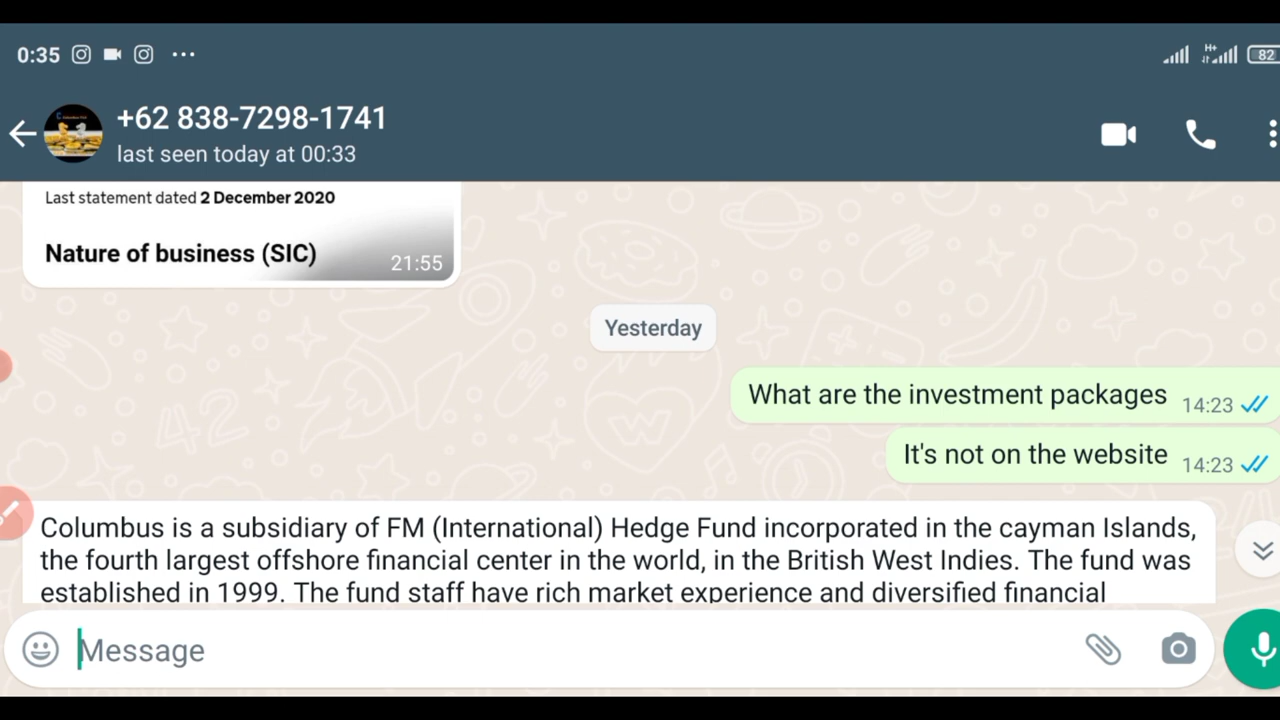 0:35
82
+62 838-7298-1741
last seen today at 00:33
Last statement dated 2 December 2020
Nature of business (SIC)
21:55
Yesterday
What are the investment packages 14:23
It's not on the website 14:23
Columbus is a subsidiary of FM (International) Hedge Fund incorporated in the cayman Islands,
the fourth largest offshore financial center in the world, in the British West Indies. The fund was
established in 1999. The fund staff have rich market experience and diversified financial
Message